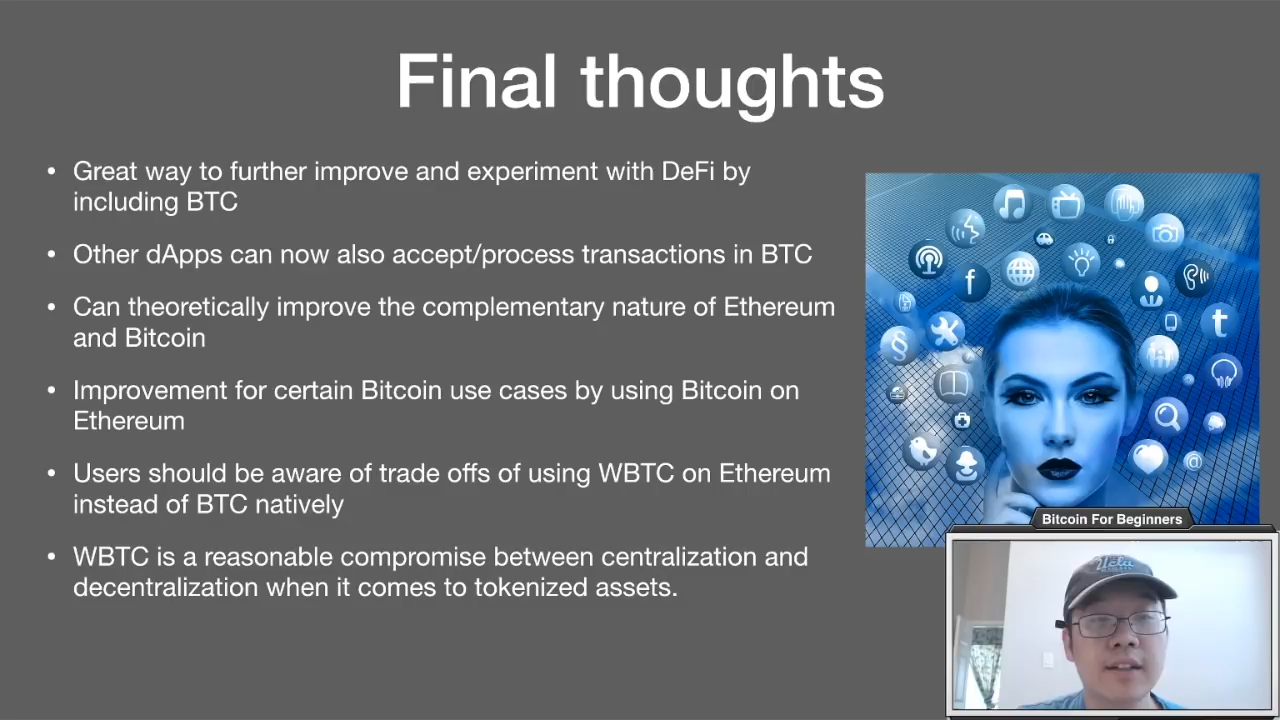 Final thoughts
• Great way to further improve and experiment with DeFi by
including BTC
• Other dApps can now also accept/process transactions in BTC
• Can theoretically improve the complementary nature of Ethereum
and Bitcoin
• Improvement for certain Bitcoin use cases by using Bitcoin on
Ethereum
• Users should be aware of trade offs of using WBTC on Ethereum
instead of BTC natively
• WBTC is a reasonable compromise between centralization and
decentralization when it comes to tokenized assets.
f
t
§
@
Bitcoin For Beginners
Ucla